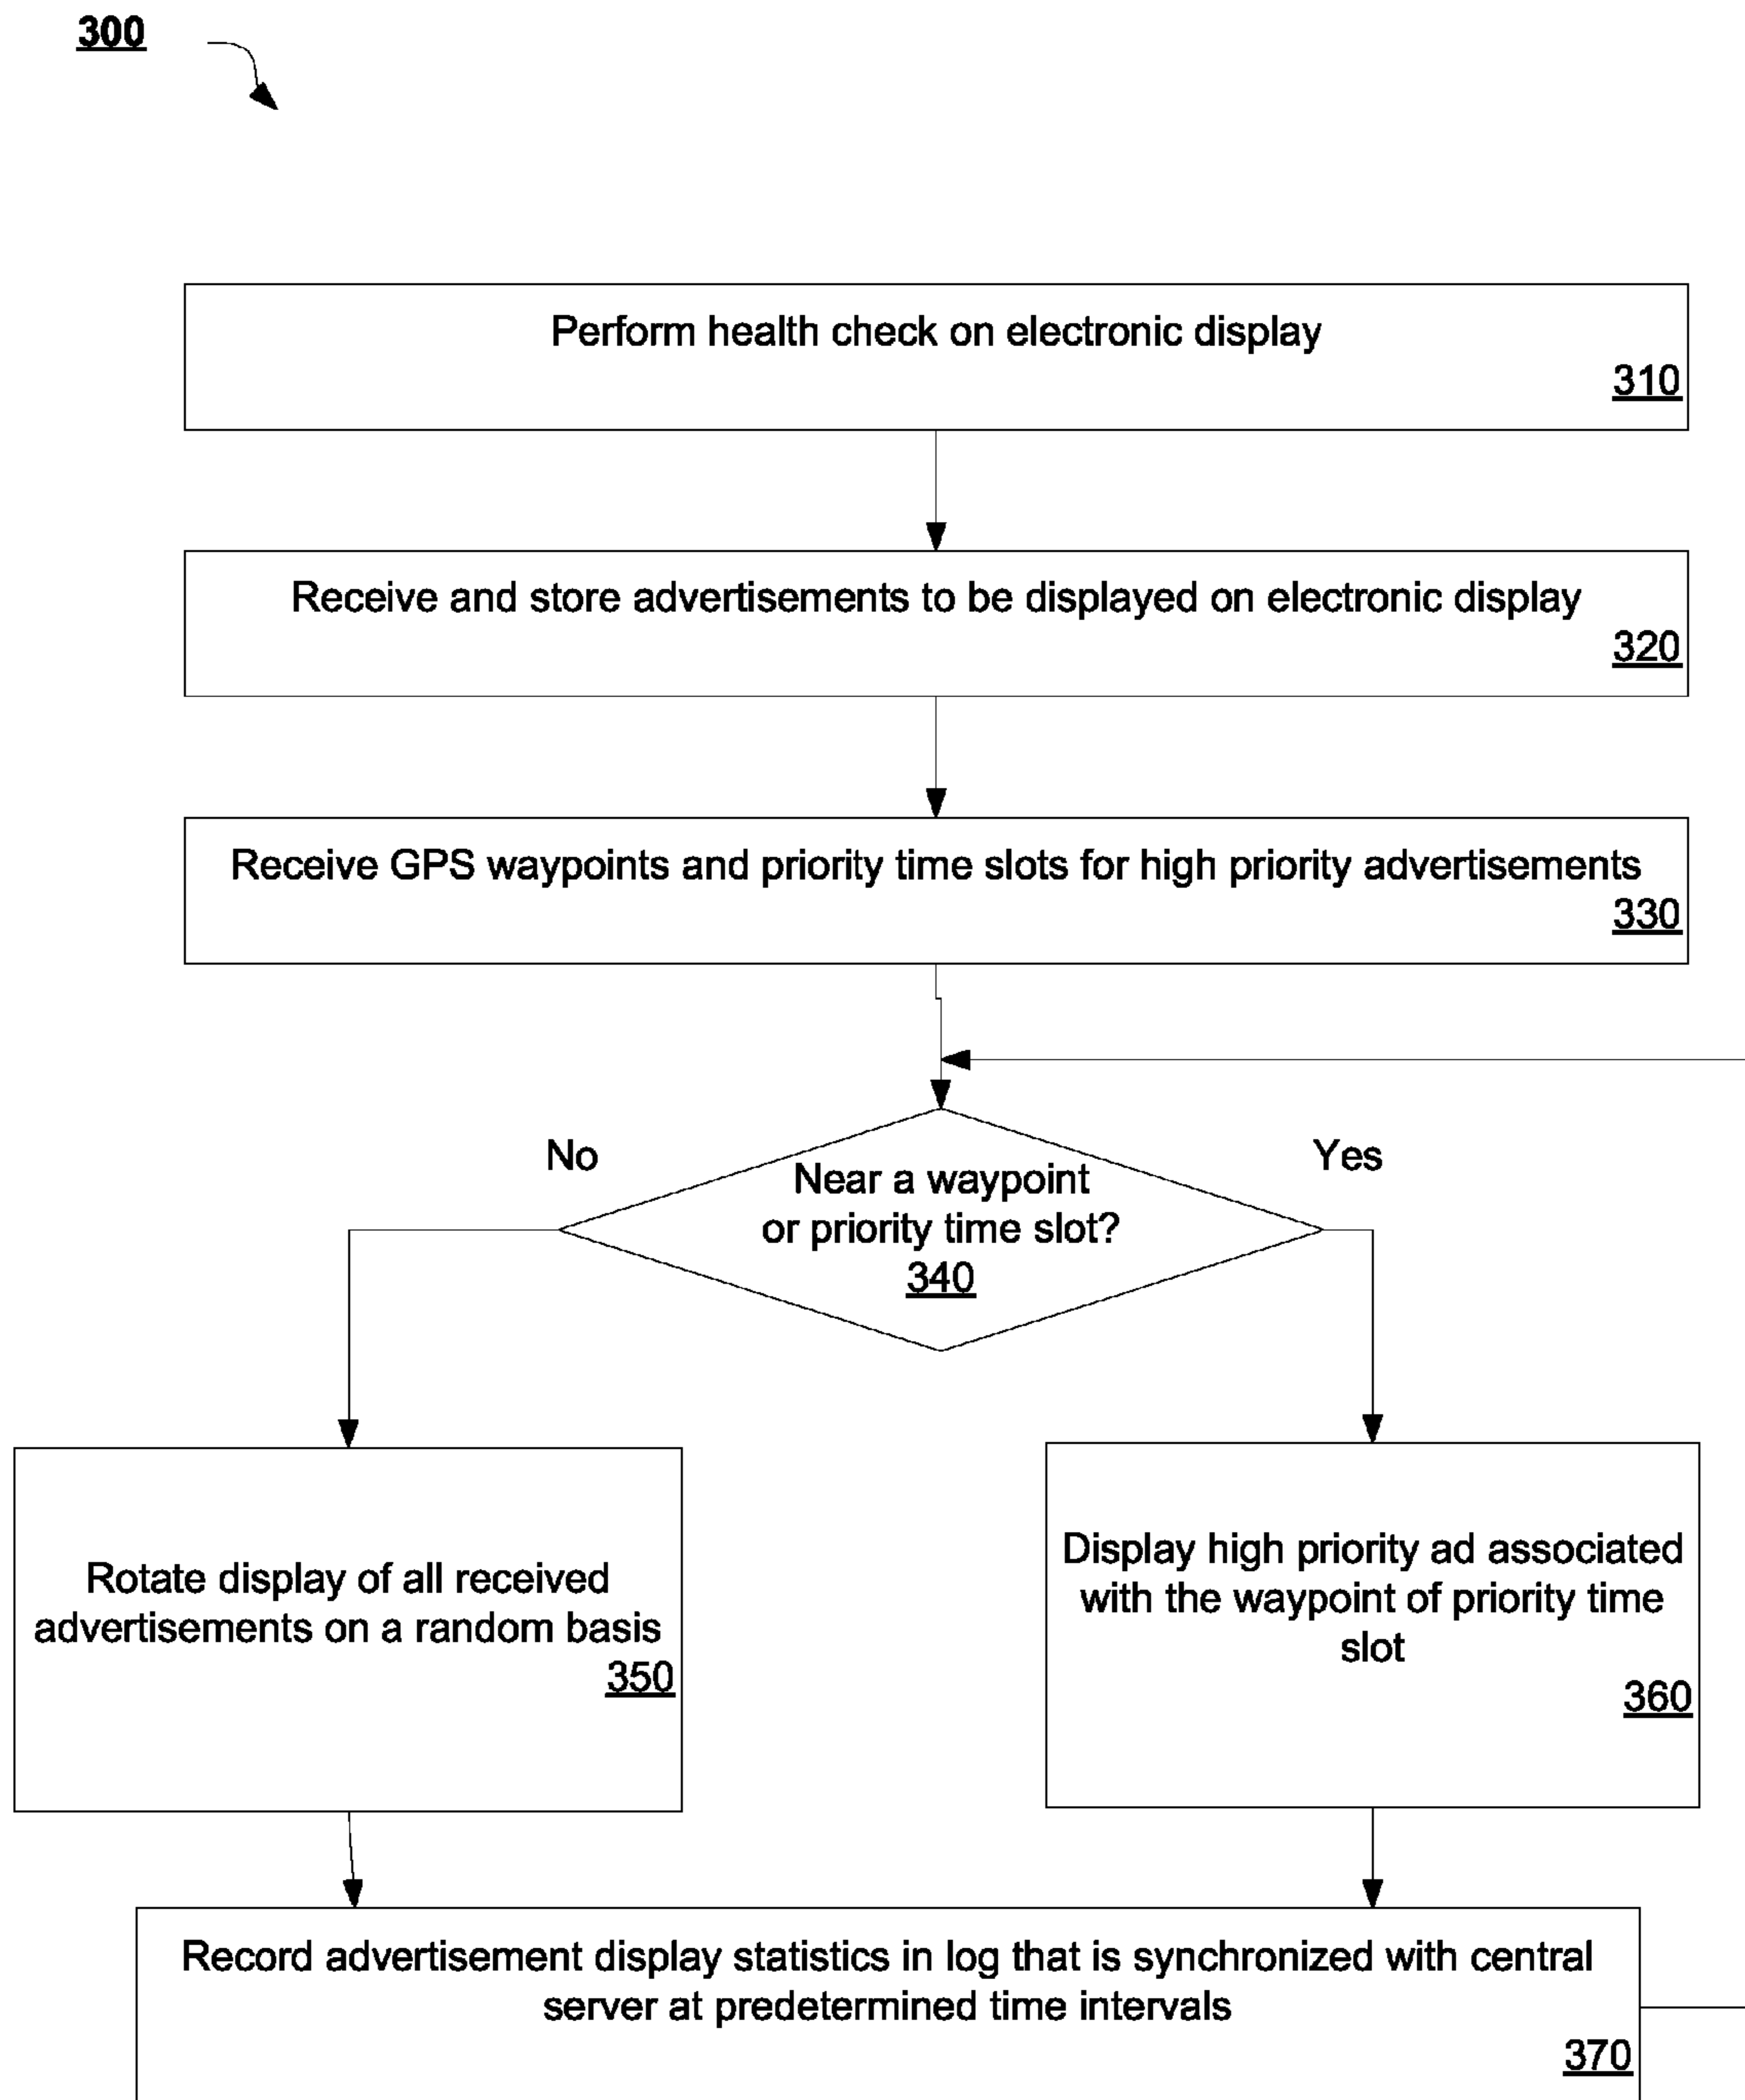 300
Perform health check on electronic display
310
Receive and store advertisements to be displayed on electronic display
320
Receive GPS waypoints and priority time slots for high priority advertisements
330
No
Yes
Near a waypoint
or priority time slot?
340
Rotate display of all received
advertisements on a random basis
350
Display high priority ad associated
with the waypoint of priority time
slot
360
Record advertisement display statistics in log that is synchronized with central
server at predetermined time intervals
370